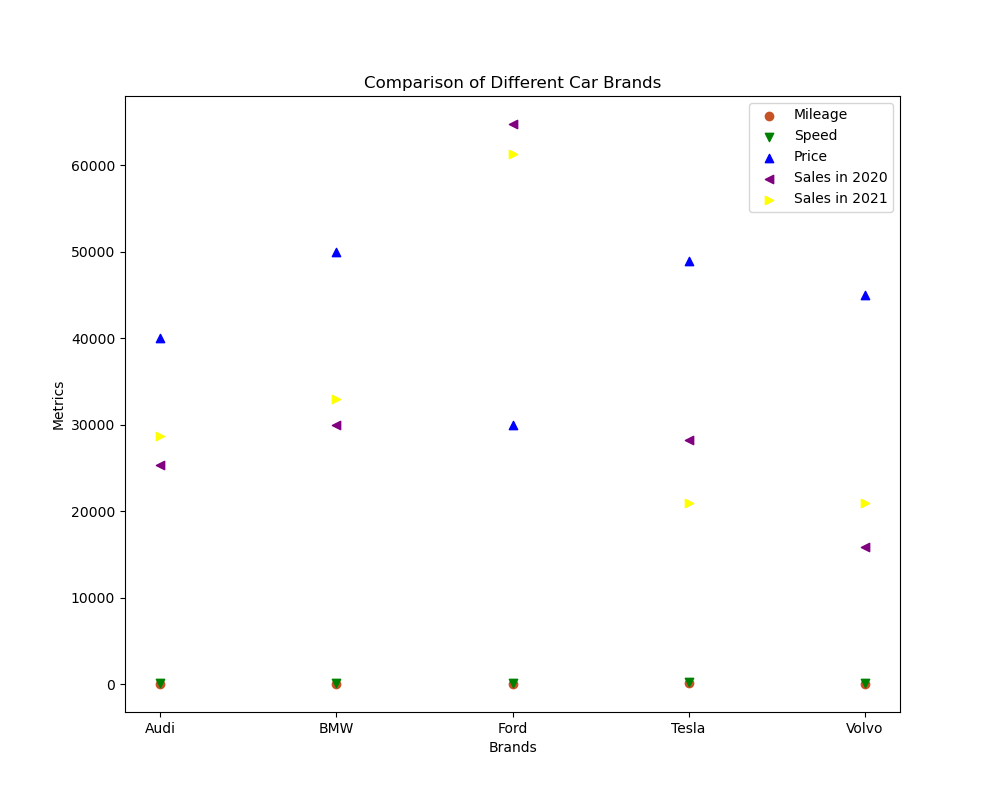 Comparison of Different Car Brands
Mileage
Speed
Price
Sales in 2020
Sales in 2021
Metrics
60000
50000
40000
30000
20000
10000
0
Audi BMW Ford Tesla Volvo
Brands